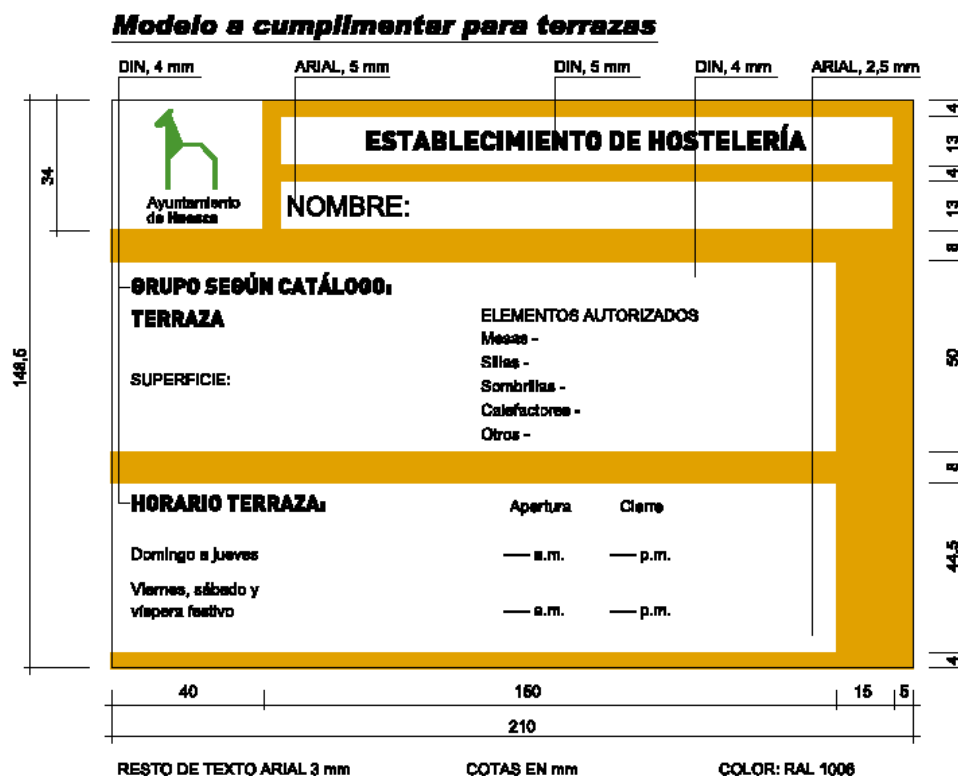 Modelo a cumplimentar para terrazas
DIN, 4 mm
ARIAL, 5 mm
DIN, 5 mm
DIN, 4 mm
ARIAL, 2,5 mm
Ayuntamiento
de Huesca
ESTABLECIMIENTO DE HOSTELERÍA
NOMBRE:
34
148,5
4
13
4
13
8
50
8
44,5
4
GRUPO SEGÚN CATÁLOGO:
TERRAZA
SUPERFICIE:
ELEMENTOS AUTORIZADOS
Mesas -
Sillas -
Sombrillas -
Calefactores -
Otros -
HORARIO TERRAZA: Apertura Cierre
Domingo a jueves a.m. p.m.
Viernes, sábado y
víspera festivo a.m. p.m.
40 150 15 5
210
RESTO DE TEXTO ARIAL 3 mm COTAS EN mm COLOR: RAL 1006